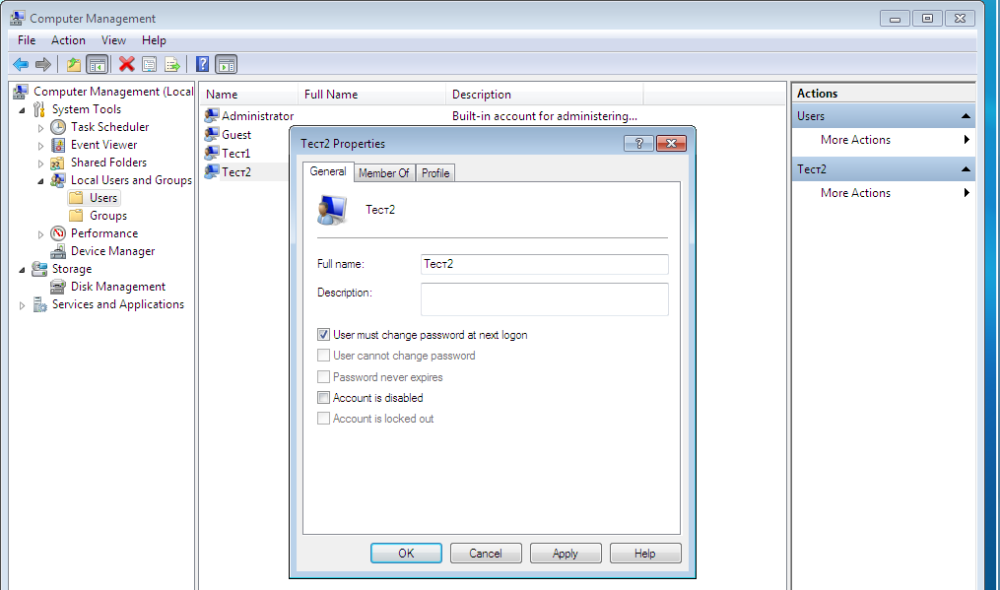 Computer Management
File Action View Help
Computer Management (Local
System Tools
Task Scheduler
Event Viewer
Shared Folders
Local Users and Groups
Users
Groups
Performance
Device Manager
Storage
Disk Management
Services and Applications
Name Full Name Description
Administrator Built-in account for administering...
Guest
Тест1
Тест2
Тест2 Properties
General Member Of Profile
Тест2
Full name: Тест2
Description:
User must change password at next logon
User cannot change password
Password never expires
Account is disabled
Account is locked out
OK Cancel Apply Help
Actions
Users
More Actions
Тест2
More Actions